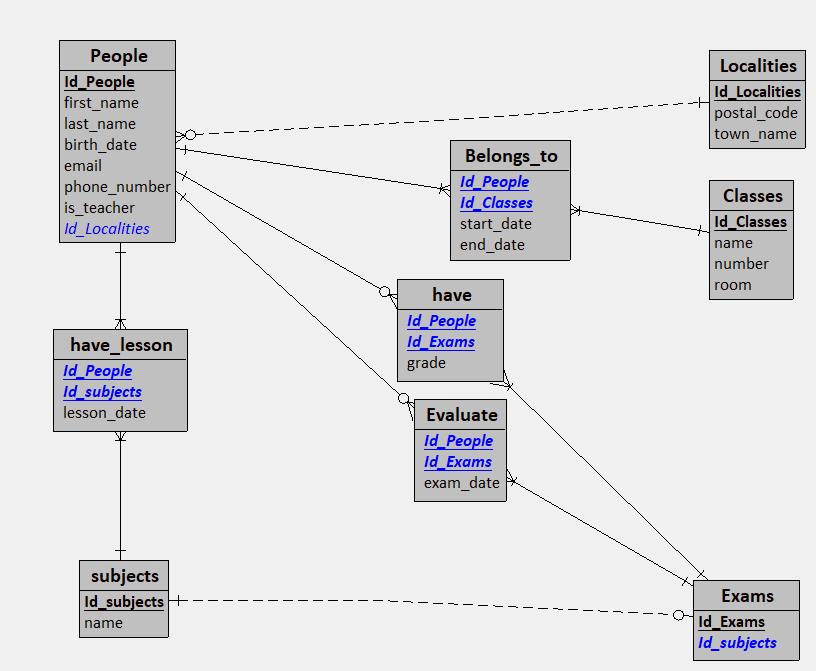 People
Id_People
first_name
last_name
birth_date
email
phone_number
is_teacher
Id_Localities
Localities
Id_Localities
postal_code
town_name
Belongs_to
Id_People
Id_Classes
start_date
end_date
Classes
Id_Classes
name
number
room
have
Id_People
Id_Exams
grade
have_lesson
Id_People
Id_subjects
lesson_date
Evaluate
Id_People
Id_Exams
exam_date
subjects
Id_subjects
name
Exams
Id_Exams
Id_subjects